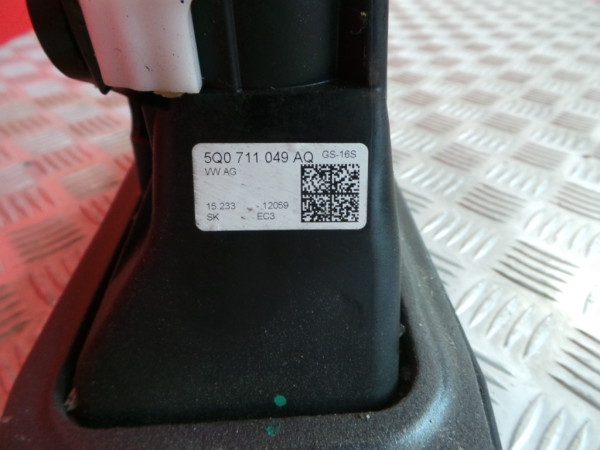 5Q0 711 049 AQ GS-16S
VW AG
15.233 - 12059
SK - EC3